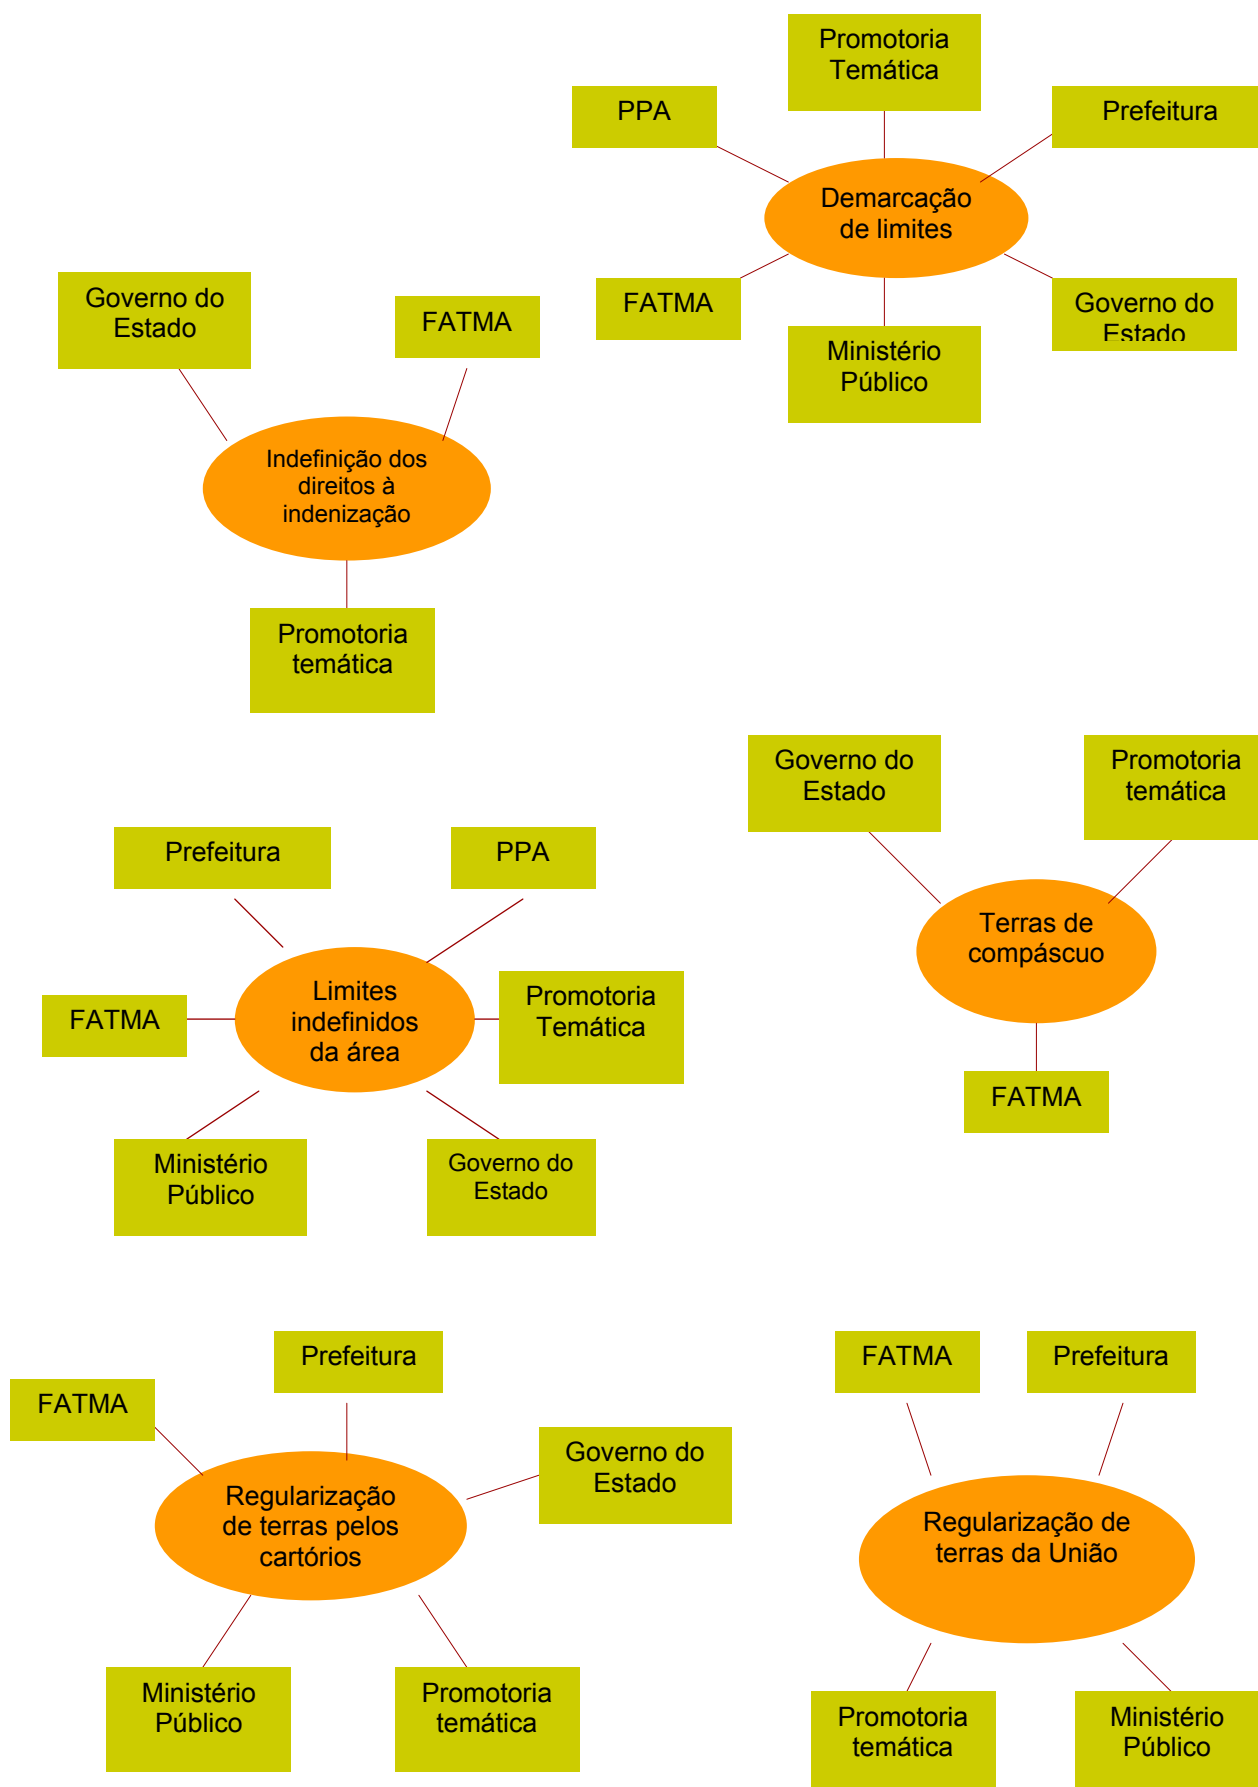 Promotoria
Temática
PPA
Prefeitura
Demarcação
de limites
FATMA
Ministério
Público
Governo do
Estado
Governo do
Estado
FATMA
Indefinição dos
direitos à
indenização
Promotoria
temática
Governo do
Estado
Promotoria
temática
Terras de
compáscuo
FATMA
Prefeitura
PPA
FATMA
Limites
indefinidos
da área
Promotoria
Temática
Ministério
Público
Governo do
Estado
Prefeitura
FATMA
Governo do
Estado
Regularização
de terras pelos
cartórios
Ministério
Público
Promotoria
temática
FATMA
Prefeitura
Regularização de
terras da União
Promotoria
temática
Ministério
Público